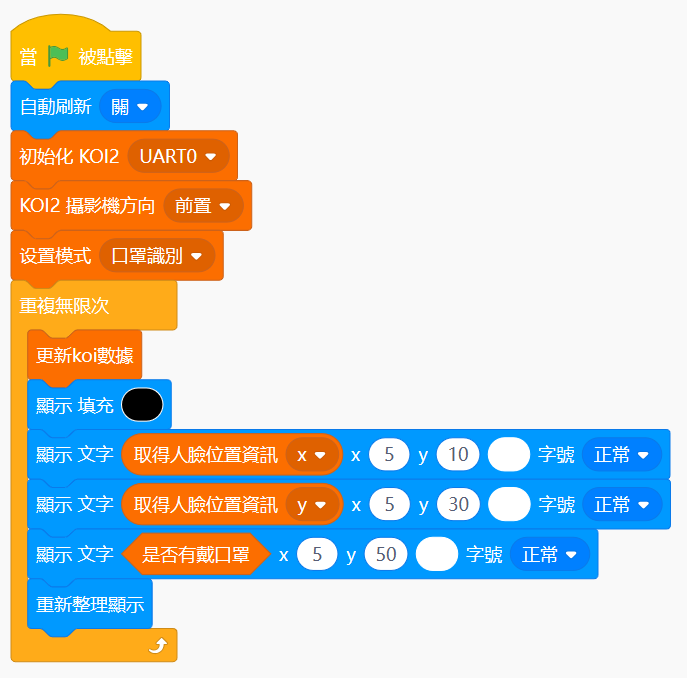 當 被點擊
自動刷新 開
初始化 KOI2 UART0
KOI2 攝影機方向 前置
设置模式 口罩識別
重複無限次
更新koi數據
顯示 填充
顯示 文字 取得人臉位置資訊 x x 5 y 10 字號 正常
顯示 文字 取得人臉位置資訊 y x 5 y 30 字號 正常
顯示 文字 是否有戴口罩 x 5 y 50 字號 正常
重新整理顯示